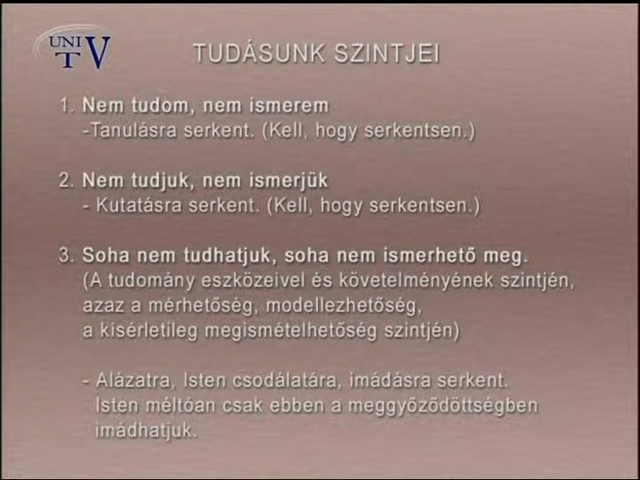 UNI
TV
TUDÁSUNK SZINTJEI
1. Nem tudom, nem ismerem
-Tanulásra serkent. (Kell, hogy serkentsen.)
2. Nem tudjuk, nem ismerjük
- Kutatásra serkent. (Kell, hogy serkentsen.)
3. Soha nem tudhatjuk, soha nem ismerhető meg.
(A tudomány eszközeivel és követelményének szintjén,
azaz a mérhetőség, modellezhetőség,
a kísérletileg megismételhetőség szintjén)
- Alázatra, Isten csodálatára, imádásra serkent.
Isten méltóan csak ebben a meggyőződöttségben
imádhatjuk.